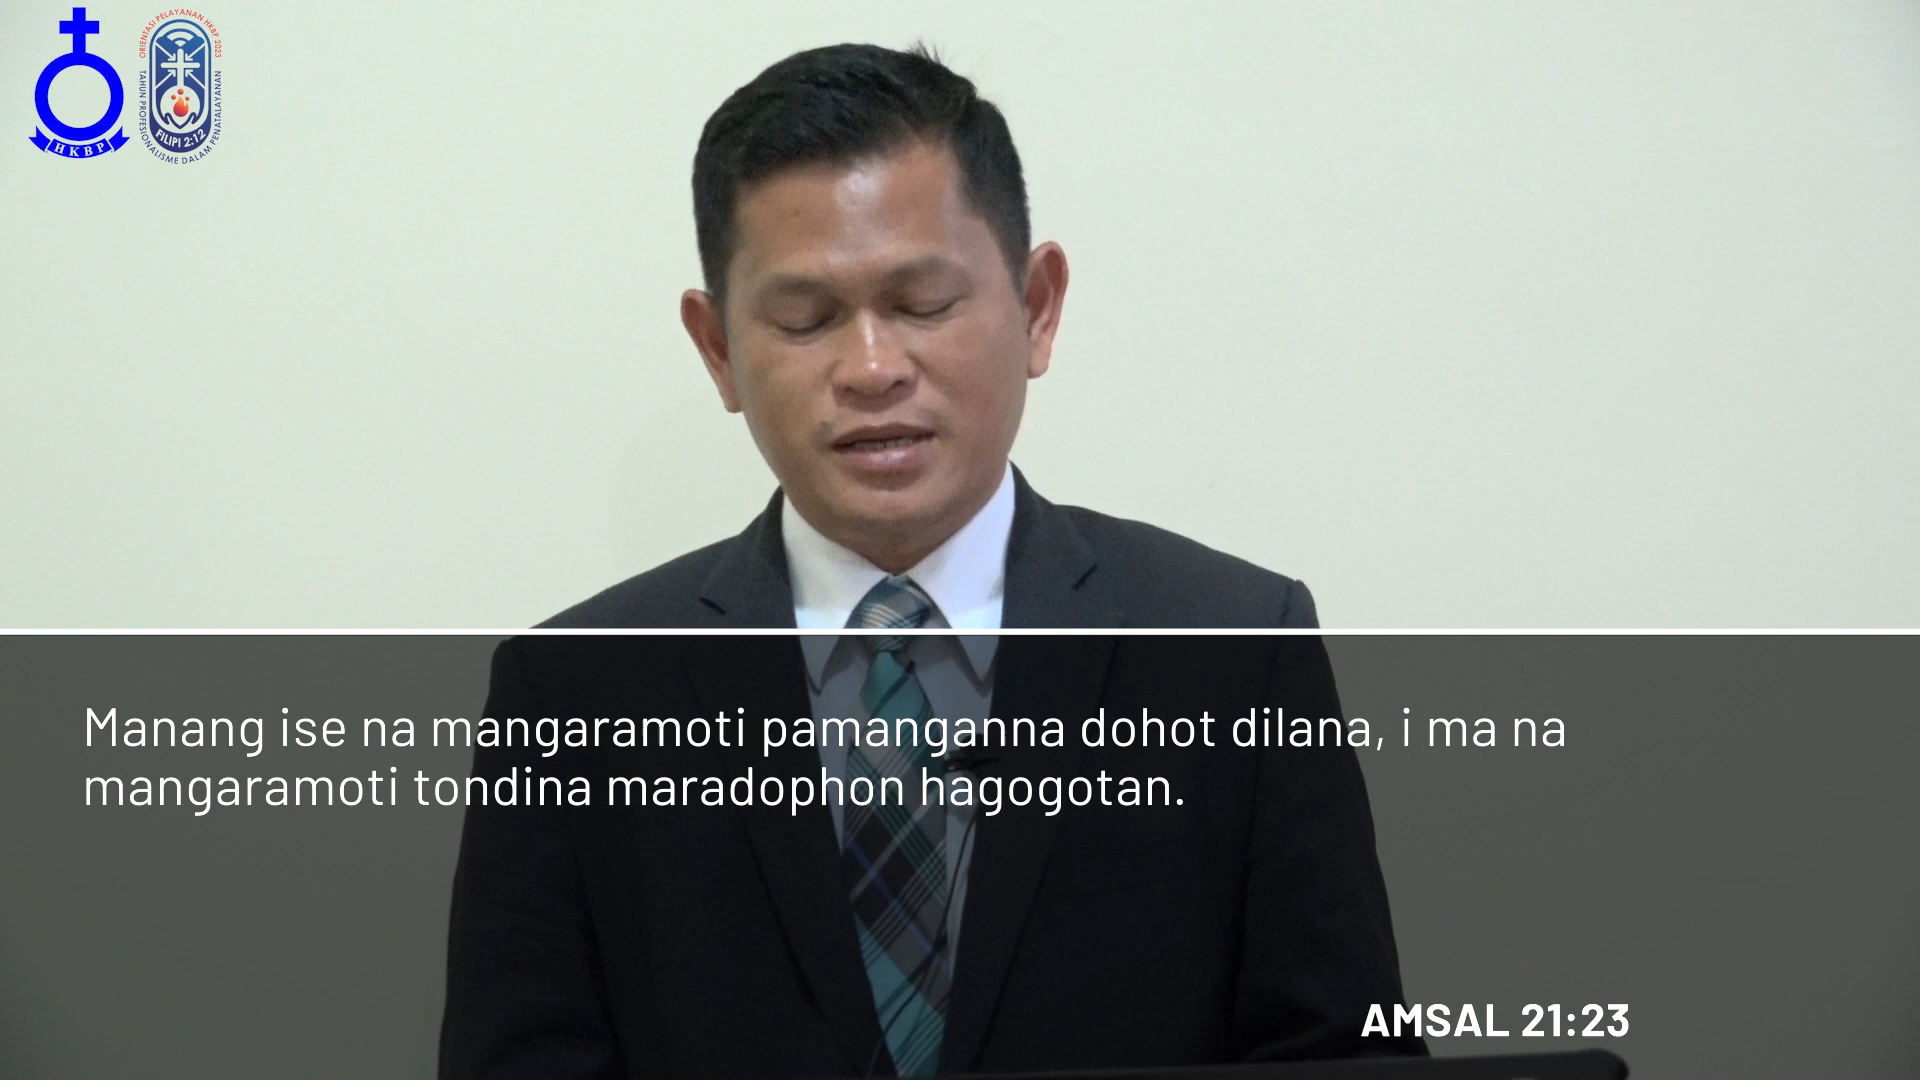 HKBP
ORIENTASI PELAYANAN HKBP 2023
FILIPI 2:12
TAHUN PROFESIONALISME DALAM PENATALAYANAN
Manang ise na mangaramoti pamanganna dohot dilana, i ma na
mangaramoti tondina maradophon hagogotan.
AMSAL 21:23